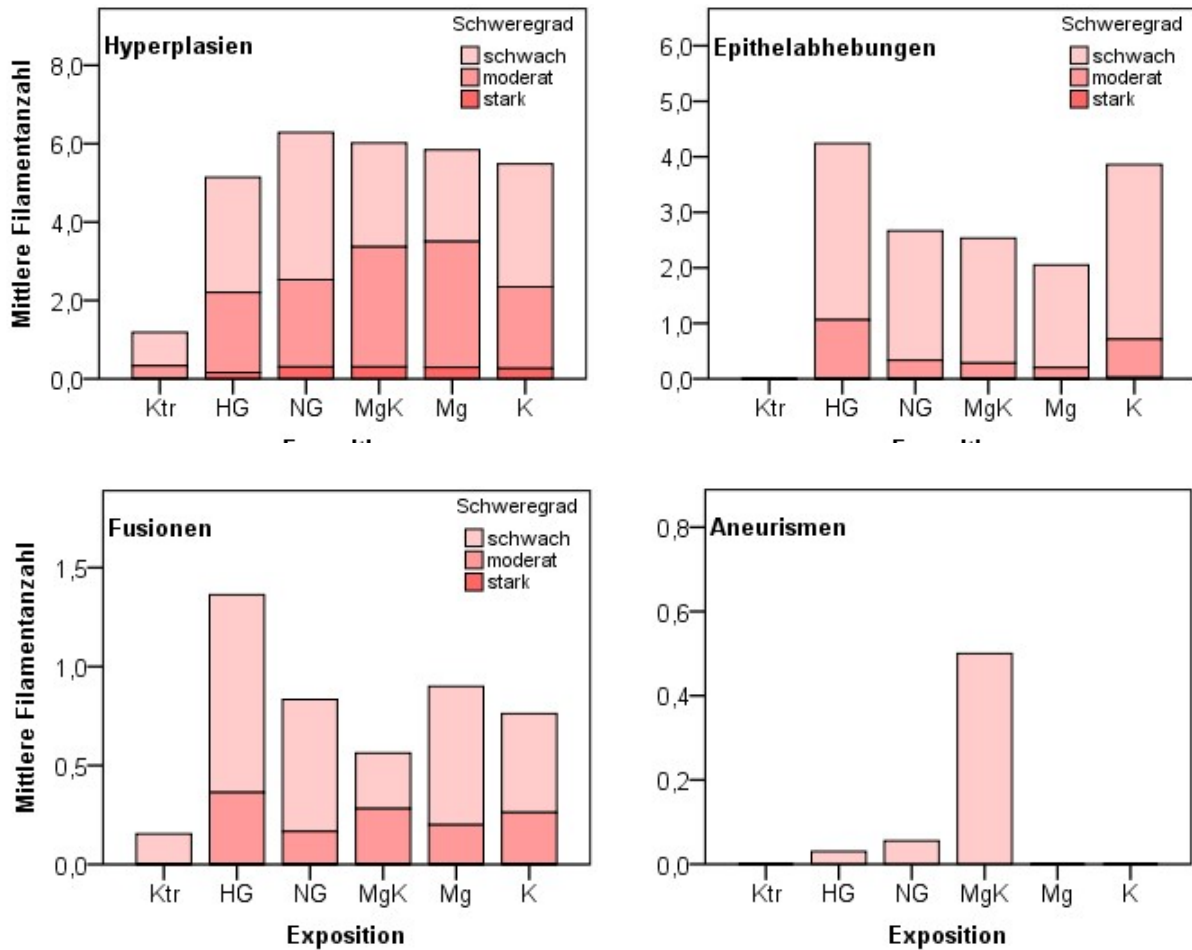 Schweregrad
Hyperplasien
schwach
moderat
stark
8,0
6,0
4,0
2,0
0,0
Mittlere Filamentanzahl
Ktr HG NG MgK Mg K
Schweregrad
Epithelabhebungen
schwach
moderat
stark
6,0
5,0
4,0
3,0
2,0
1,0
0,0
Ktr HG NG MgK Mg K
Schweregrad
Fusionen
schwach
moderat
stark
1,5
1,0
0,5
0,0
Mittlere Filamentanzahl
Ktr HG NG MgK Mg K
Exposition
Aneurismen
0,8
0,6
0,4
0,2
0,0
Ktr HG NG MgK Mg K
Exposition